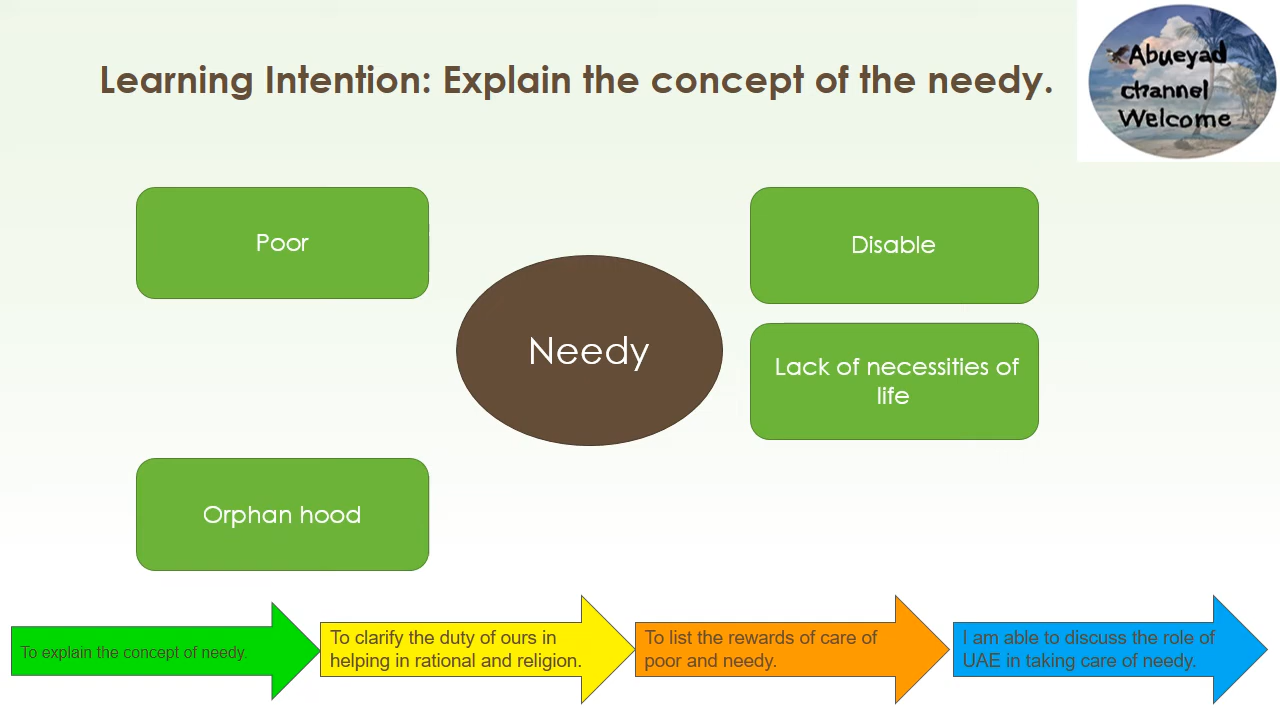 Learning Intention: Explain the concept of the needy.
Abueyad
channel
Welcome
Poor
Disable
Needy
Lack of necessities of
life
Orphan hood
To explain the concept of needy.
To clarify the duty of ours in
helping in rational and religion.
To list the rewards of care of
poor and needy.
I am able to discuss the role of
UAE in taking care of needy.